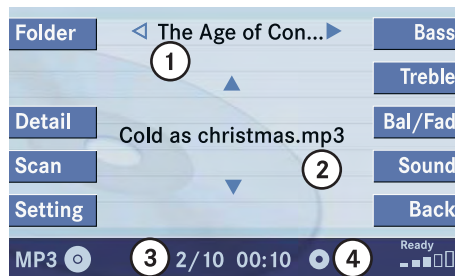 Folder
The Age of Con...
Bass
1
Treble
Detail
Cold as christmas.mp3
Bal/Fad
Scan
2
Sound
Setting
Back
MP3
3
2/10 00:10
4
Ready